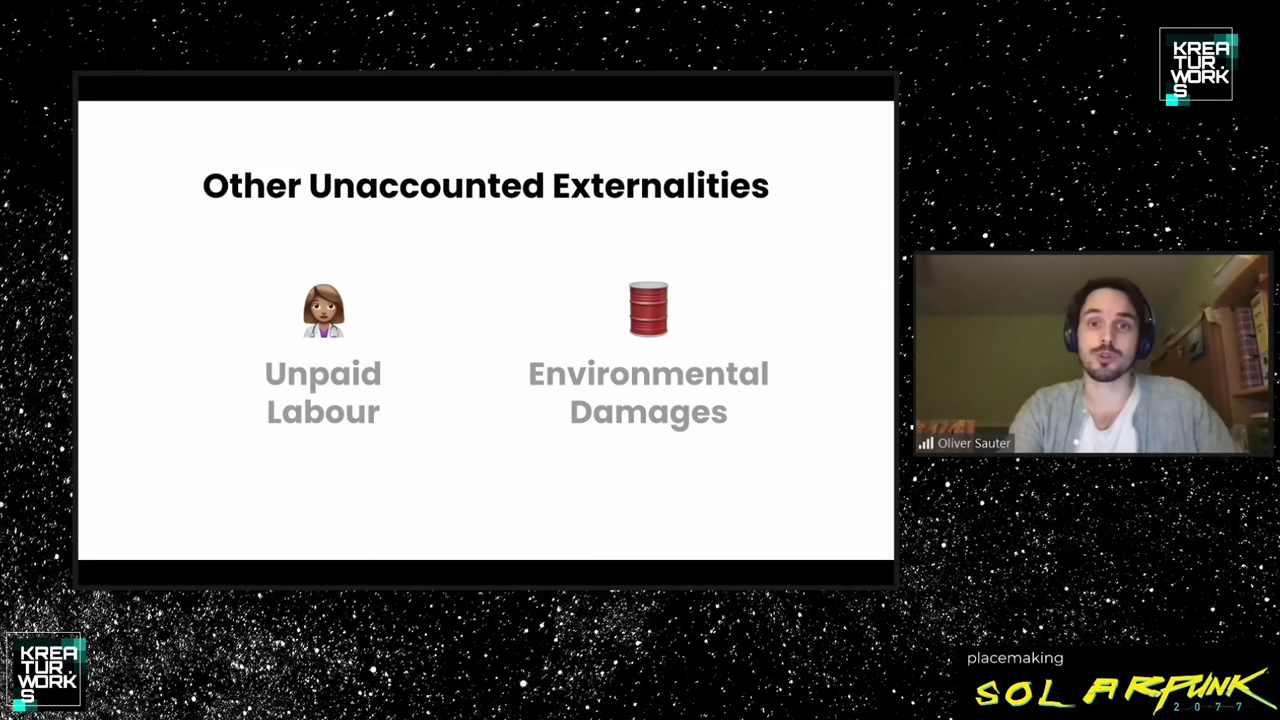 KREA
TUR.
WORK
S
Other Unaccounted Externalities
Unpaid
Labour
Environmental
Damages
Oliver Sauter
KREA
TUR.
WORK
S
placemaking
SOLARPUNK
2077